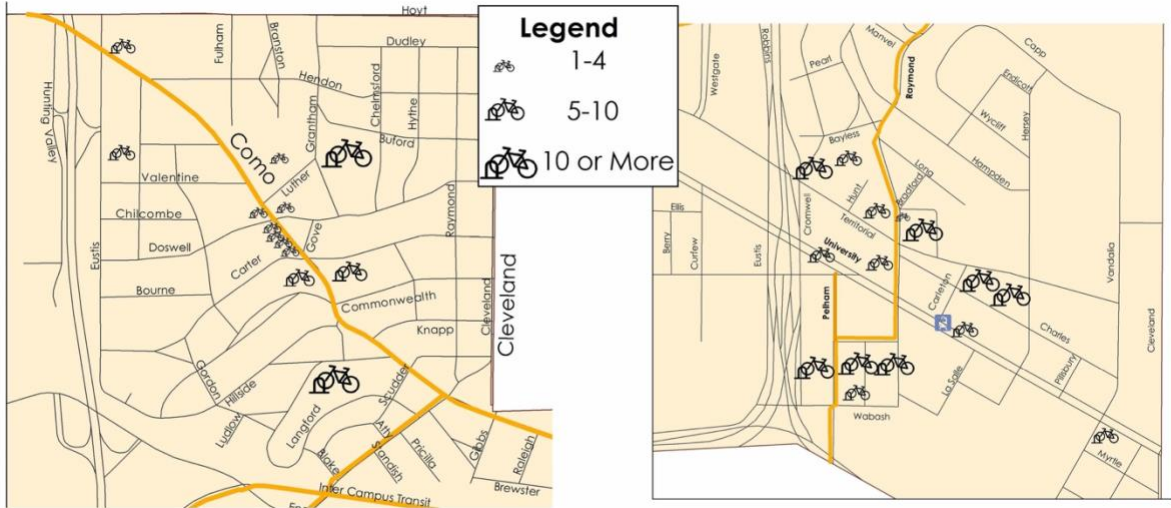 Hoyt
Fulham
Branston
Dudley
Hunting Valley
Hendon
Grantham
Chelmsford
Hythe
Buford
Como
Luther
Valentine
Chilcombe
Raymond
Gove
Doswell
Eustis
Carter
Bourne
Commonwealth
Cleveland
Cleveland
Knapp
Gordon
Hillside
Scudder
Ludlow
Langford
Blake
Standish
Pricilla
Gibbs
Raleigh
Brewster
Inter Campus Transit
Legend
1-4
5-10
10 or More
Westgate
Robbins
Manvel
Pearl
Raymond
Capp
Endicott
Hersey
Wycliff
Bayless
Hampden
Long
Bradford
Hunt
Ellis
Cromwell
Territorial
University
Berry
Curfew
Eustis
Vandalia
Carleton
Pelham
Charles
Cleveland
Pillsbury
La Salle
Wabash
Myrtle